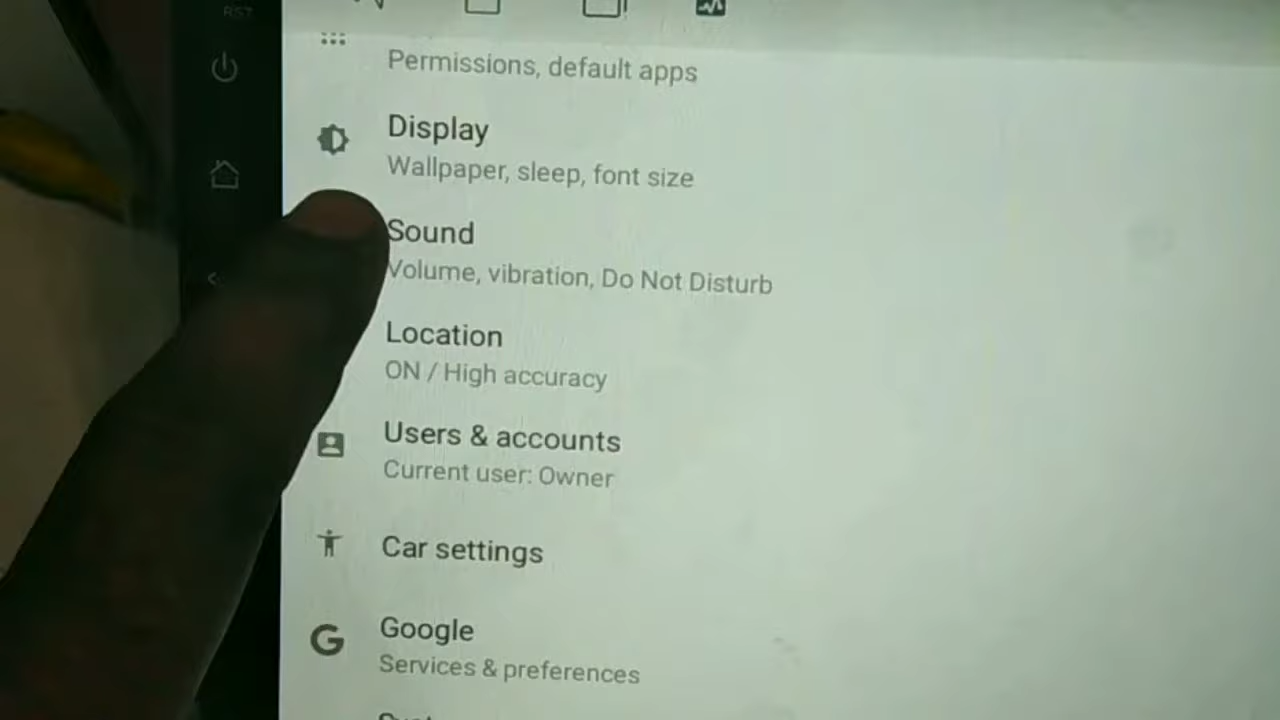 RST
Permissions, default apps
Display
Wallpaper, sleep, font size
Sound
Volume, vibration, Do Not Disturb
Location
ON / High accuracy
Users & accounts
Current user: Owner
Car settings
Google
Services & preferences